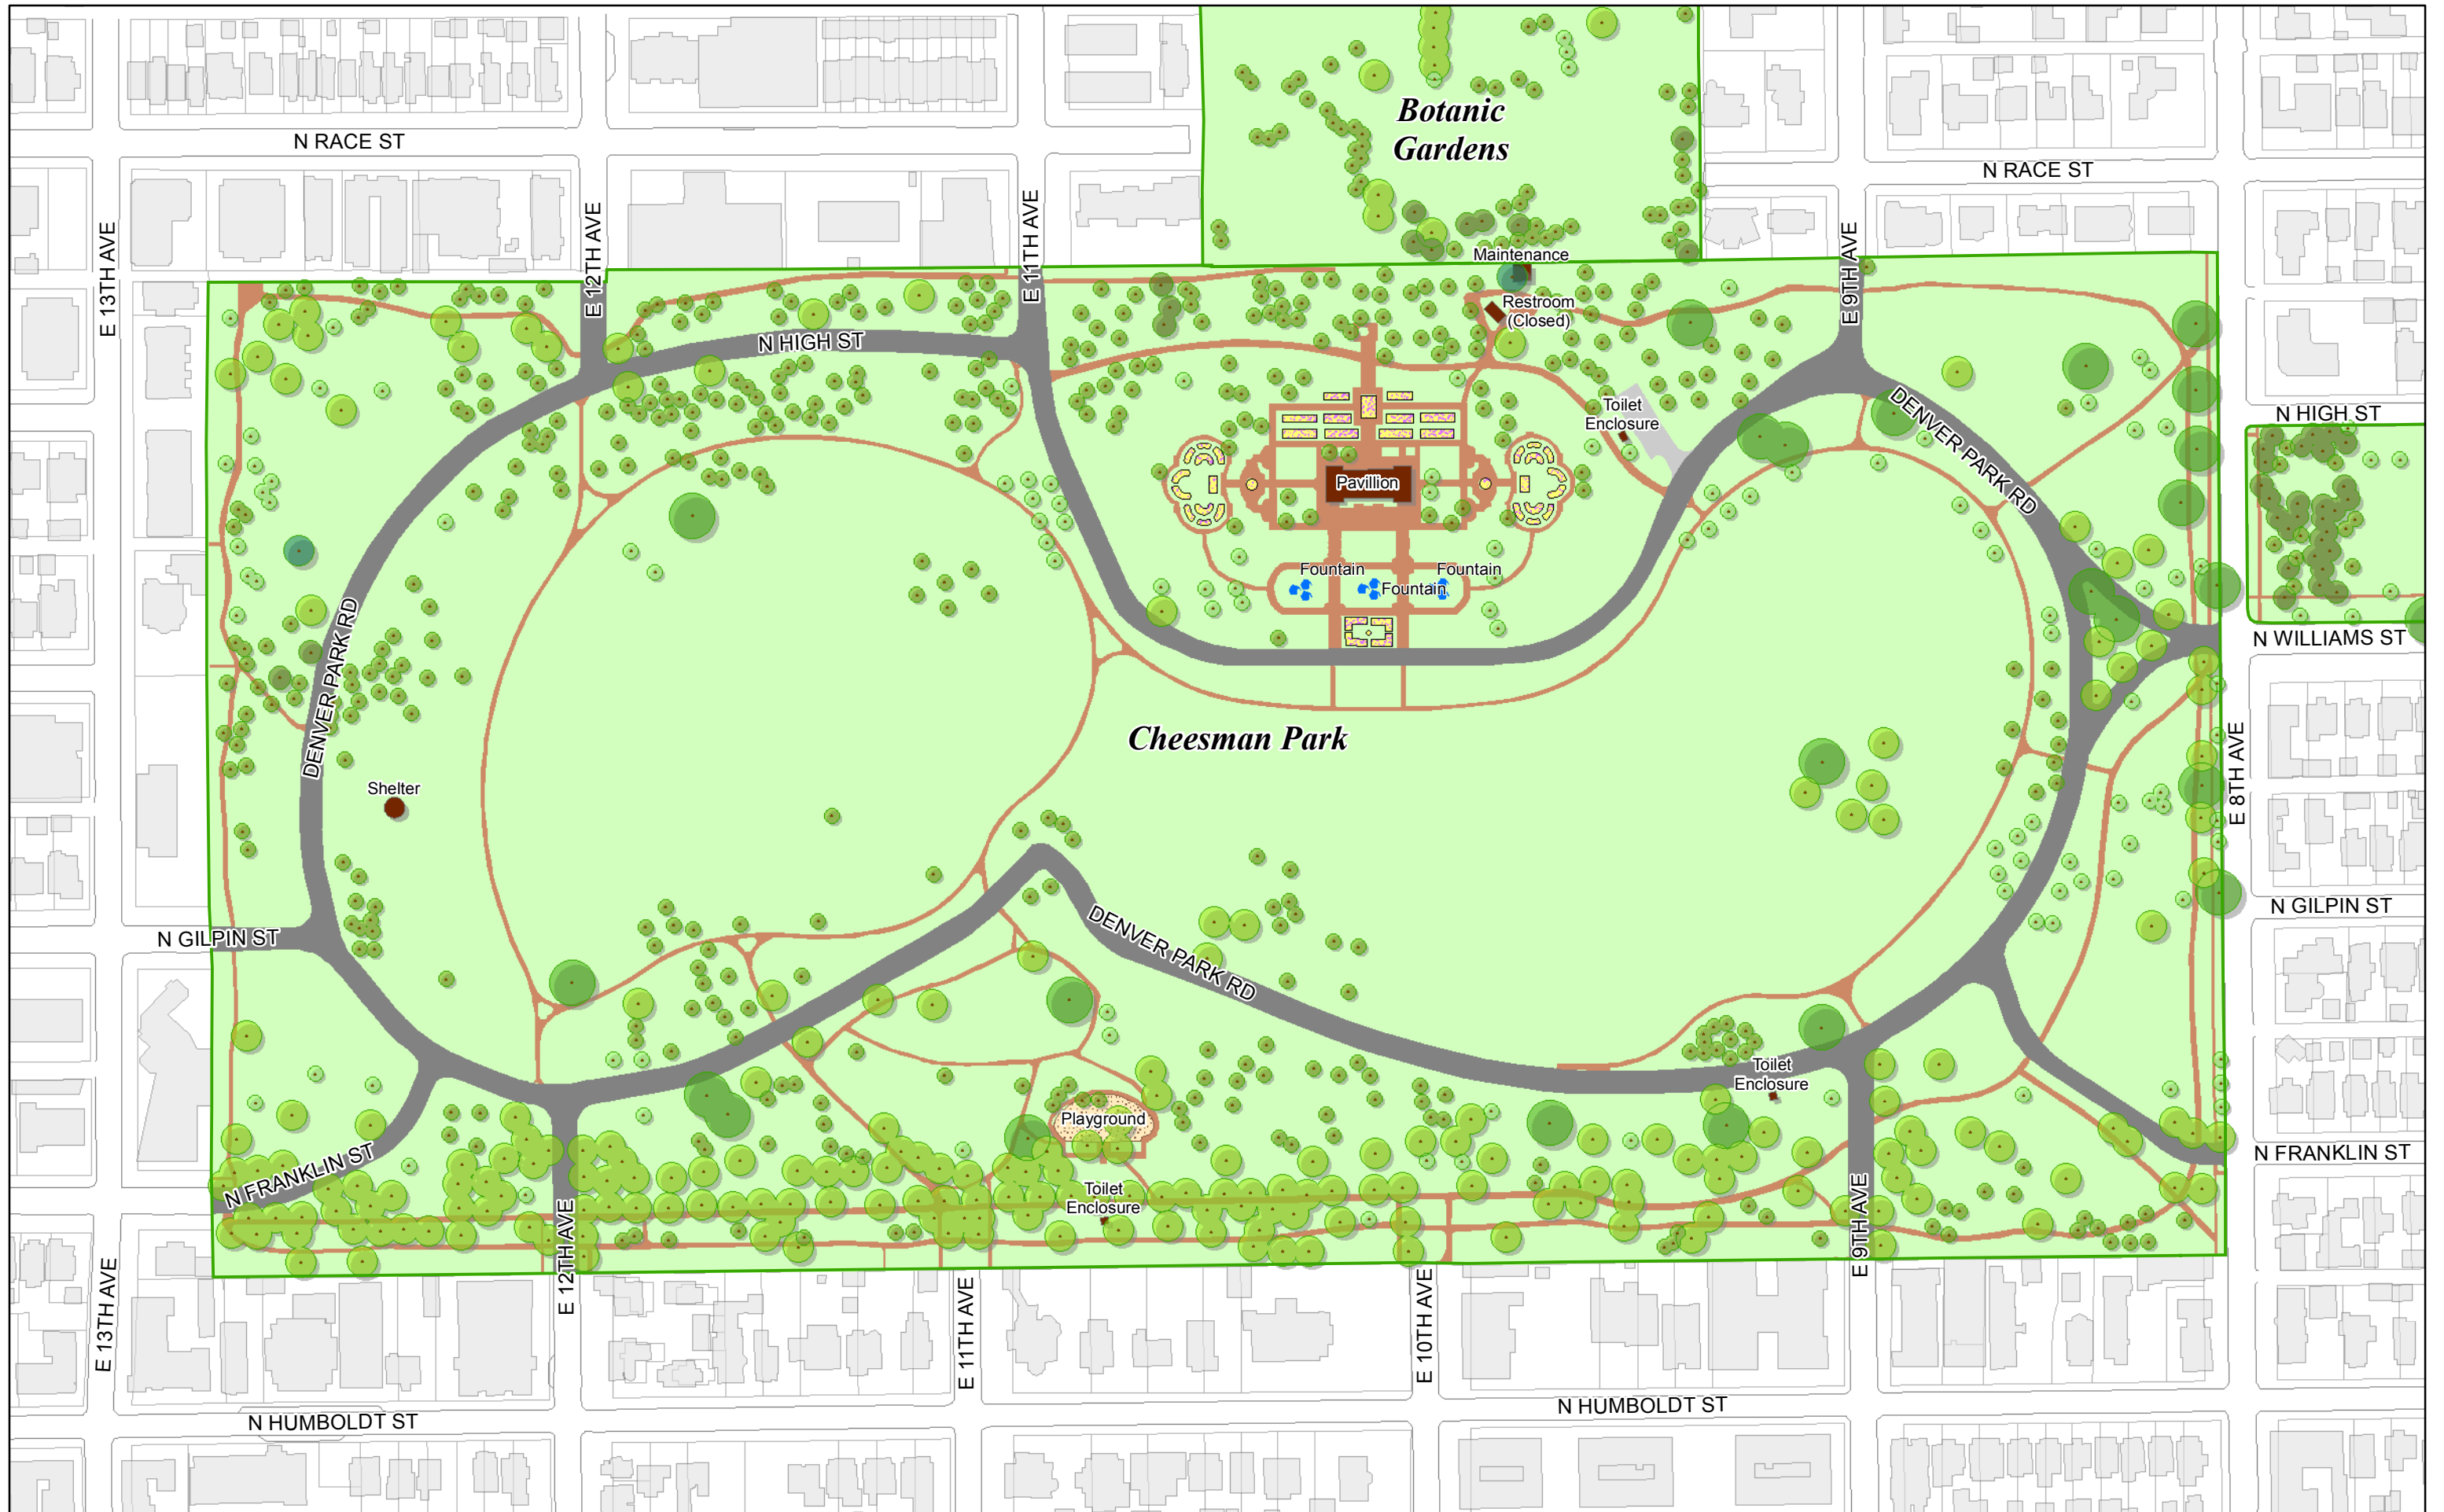 Botanic
Gardens
N RACE ST
N RACE ST
E 13TH AVE
E 12TH AVE
E 11TH AVE
E 9TH AVE
Maintenance
Restroom
(Closed)
N HIGH ST
Toilet
Enclosure
DENVER PARK RD
N HIGH ST
Pavillion
Fountain
Fountain
Fountain
DENVER PARK RD
N WILLIAMS ST
Cheesman Park
E 8TH AVE
Shelter
N GILPIN ST
DENVER PARK RD
N GILPIN ST
Toilet
Enclosure
Playground
N FRANKLIN ST
N FRANKLIN ST
Toilet
Enclosure
E 13TH AVE
E 12TH AVE
E 11TH AVE
E 10TH AVE
E 9TH AVE
N HUMBOLDT ST
N HUMBOLDT ST